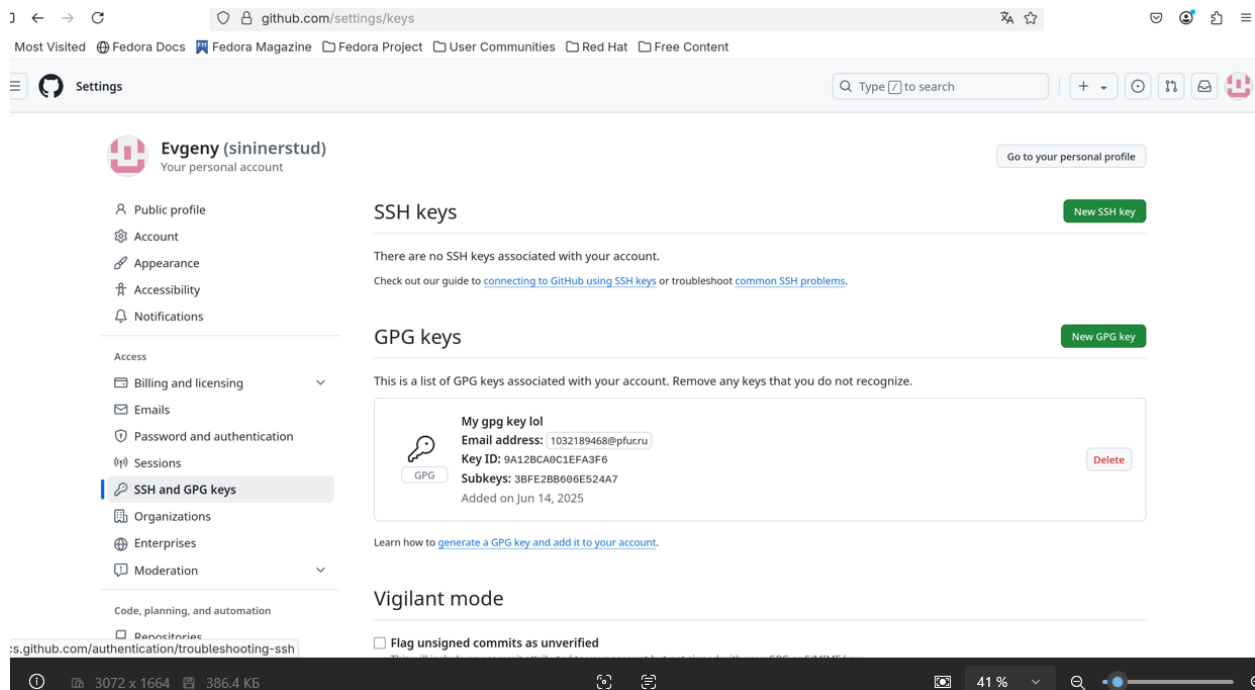 github.com/settings/keys
Most Visited Fedora Docs Fedora Magazine Fedora Project User Communities Red Hat Free Content
Settings
Type / to search
Evgeny (sininerstud)
Your personal account
Go to your personal profile
Public profile
Account
Appearance
Accessibility
Notifications
Access
Billing and licensing
Emails
Password and authentication
Sessions
SSH and GPG keys
Organizations
Enterprises
Moderation
Code, planning, and automation
Repositories
cs.github.com/authentication/troubleshooting-ssh
SSH keys
New SSH key
There are no SSH keys associated with your account.
Check out our guide to connecting to GitHub using SSH keys or troubleshoot common SSH problems.
GPG keys
New GPG key
This is a list of GPG keys associated with your account. Remove any keys that you do not recognize.
GPG
My gpg key lol
Email address: 1032189468@pfur.ru
Key ID: 9A12BCA0C1EFA3F6
Subkeys: 3BFE2BB606E524A7
Added on Jun 14, 2025
Delete
Learn how to generate a GPG key and add it to your account.
Vigilant mode
Flag unsigned commits as unverified
3072 x 1664 386.4 КБ
41 %